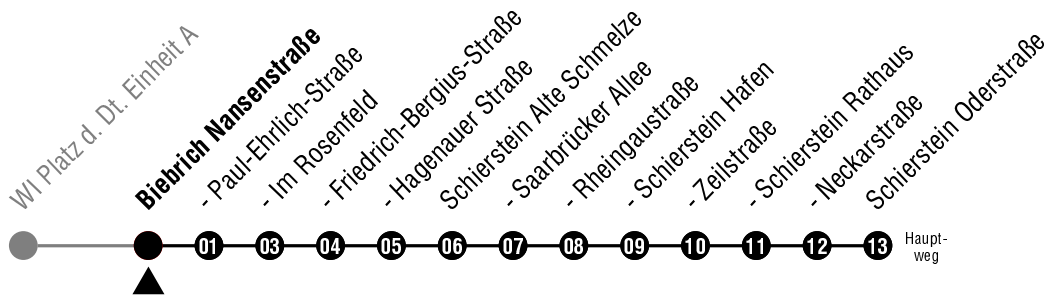 WI Platz d. Dt. Einheit A
Biebrich Nansenstraße
- Paul-Ehrlich-Straße
- Im Rosenfeld
- Friedrich-Bergius-Straße
- Hagenauer Straße
Schierstein Alte Schmelze
- Saarbrücker Allee
- Rheingaustraße
- Schierstein Hafen
- Zeilstraße
- Schierstein Rathaus
- Neckarstraße
Schierstein Oderstraße
01 03 04 05 06 07 08 09 10 11 12 13
Haupt-
weg